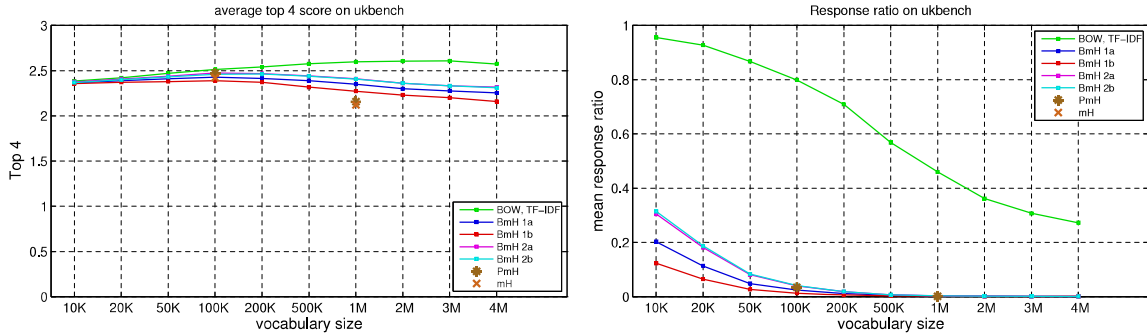 average top 4 score on ukbench
3
2.5
2
1.5
1
0.5
0
Top 4
10K 20K 50K 100K 200K 500K 1M 2M 3M 4M
vocabulary size
BOW, TF-IDF
BmH 1a
BmH 1b
BmH 2a
BmH 2b
PmH
mH
Response ratio on ukbench
1
0.8
0.6
0.4
0.2
0
mean response ratio
10K 20K 50K 100K 200K 500K 1M 2M 3M 4M
vocabulary size
BOW, TF-IDF
BmH 1a
BmH 1b
BmH 2a
BmH 2b
PmH
mH